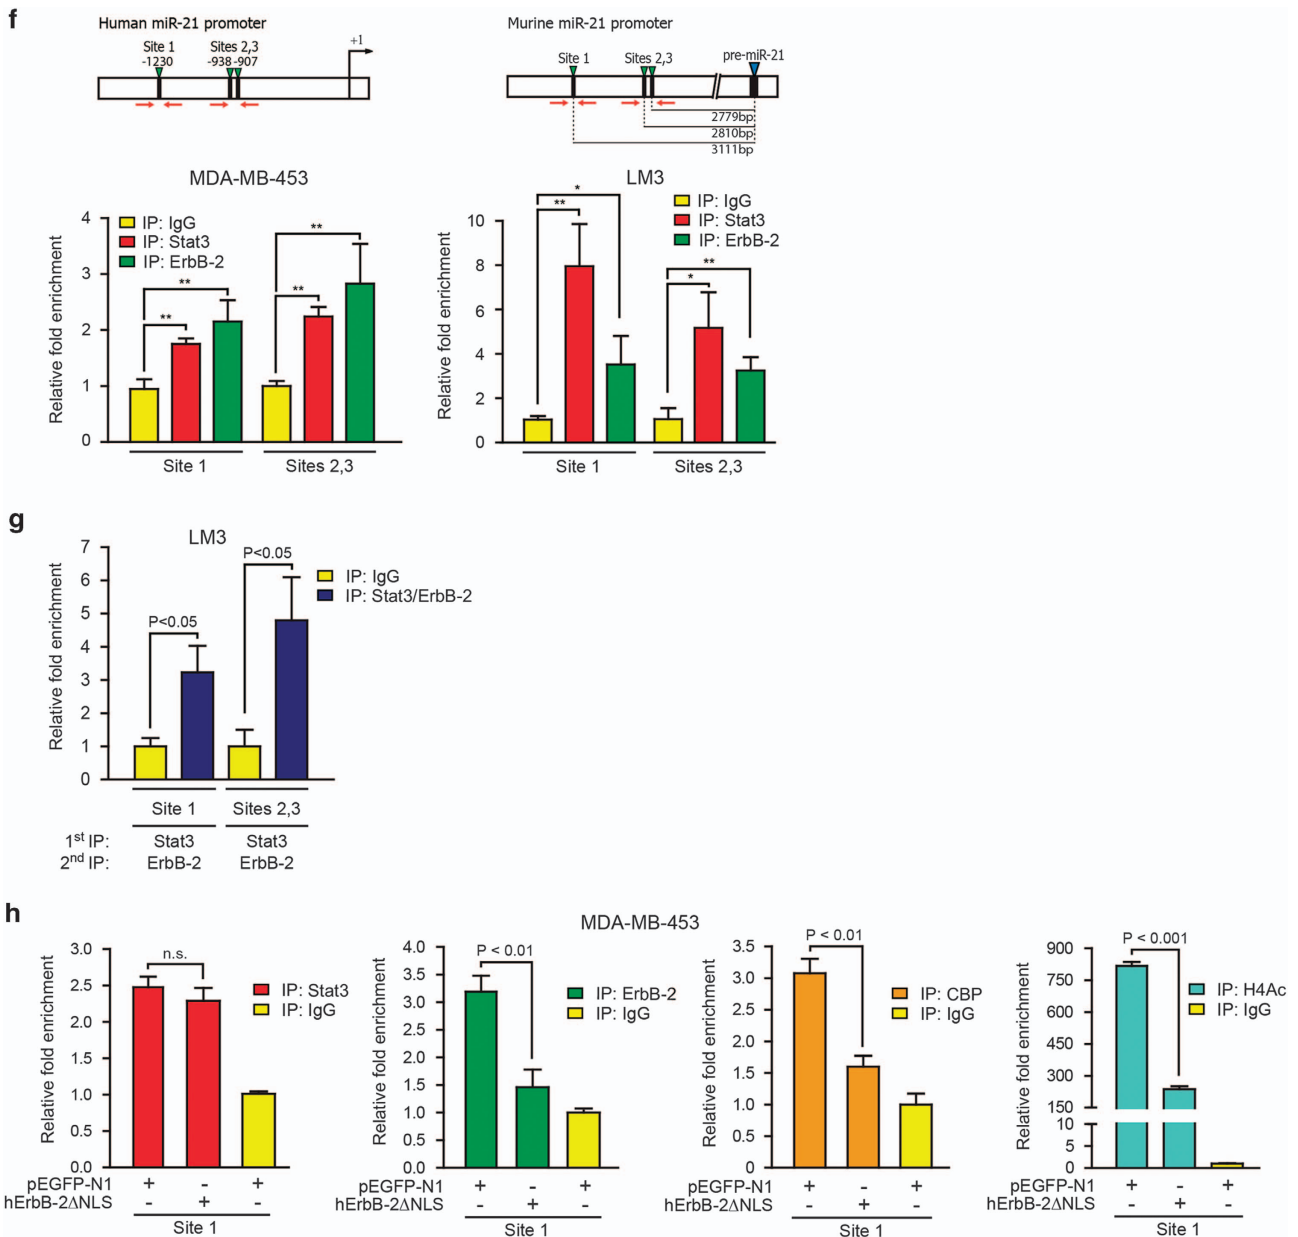 f
Human miR-21 promoter
Site 1
-1230
Sites 2,3
-938 -907
+1
Murine miR-21 promoter
Site 1
Sites 2,3
pre-miR-21
2779bp
2810bp
3111bp
MDA-MB-453
Relative fold enrichment
4
3
2
1
0
IP: IgG
IP: Stat3
IP: ErbB-2
**
**
**
**
Site 1
Sites 2,3
LM3
Relative fold enrichment
10
8
6
4
2
0
IP: IgG
IP: Stat3
IP: ErbB-2
*
**
**
*
Site 1
Sites 2,3
g
LM3
Relative fold enrichment
7
6
5
4
3
2
1
0
P<0.05
P<0.05
IP: IgG
IP: Stat3/ErbB-2
Site 1
Sites 2,3
1st IP: Stat3 Stat3
2nd IP: ErbB-2 ErbB-2
h
MDA-MB-453
Relative fold enrichment
3.0
2.5
2.0
1.5
1.0
0.5
0.0
n.s.
IP: Stat3
IP: IgG
pEGFP-N1 + - +
hErbB-2ΔNLS - + -
Site 1
Relative fold enrichment
4.0
3.5
3.0
2.5
2.0
1.5
1.0
0.5
0.0
P < 0.01
IP: ErbB-2
IP: IgG
pEGFP-N1 + - +
hErbB-2ΔNLS - + -
Site 1
Relative fold enrichment
3.5
3.0
2.5
2.0
1.5
1.0
0.5
0
P < 0.01
IP: CBP
IP: IgG
pEGFP-N1 + - +
hErbB-2ΔNLS - + -
Site 1
Relative fold enrichment
900
750
600
450
300
150
10
5
0
P < 0.001
IP: H4Ac
IP: IgG
pEGFP-N1 + - +
hErbB-2ΔNLS - + -
Site 1